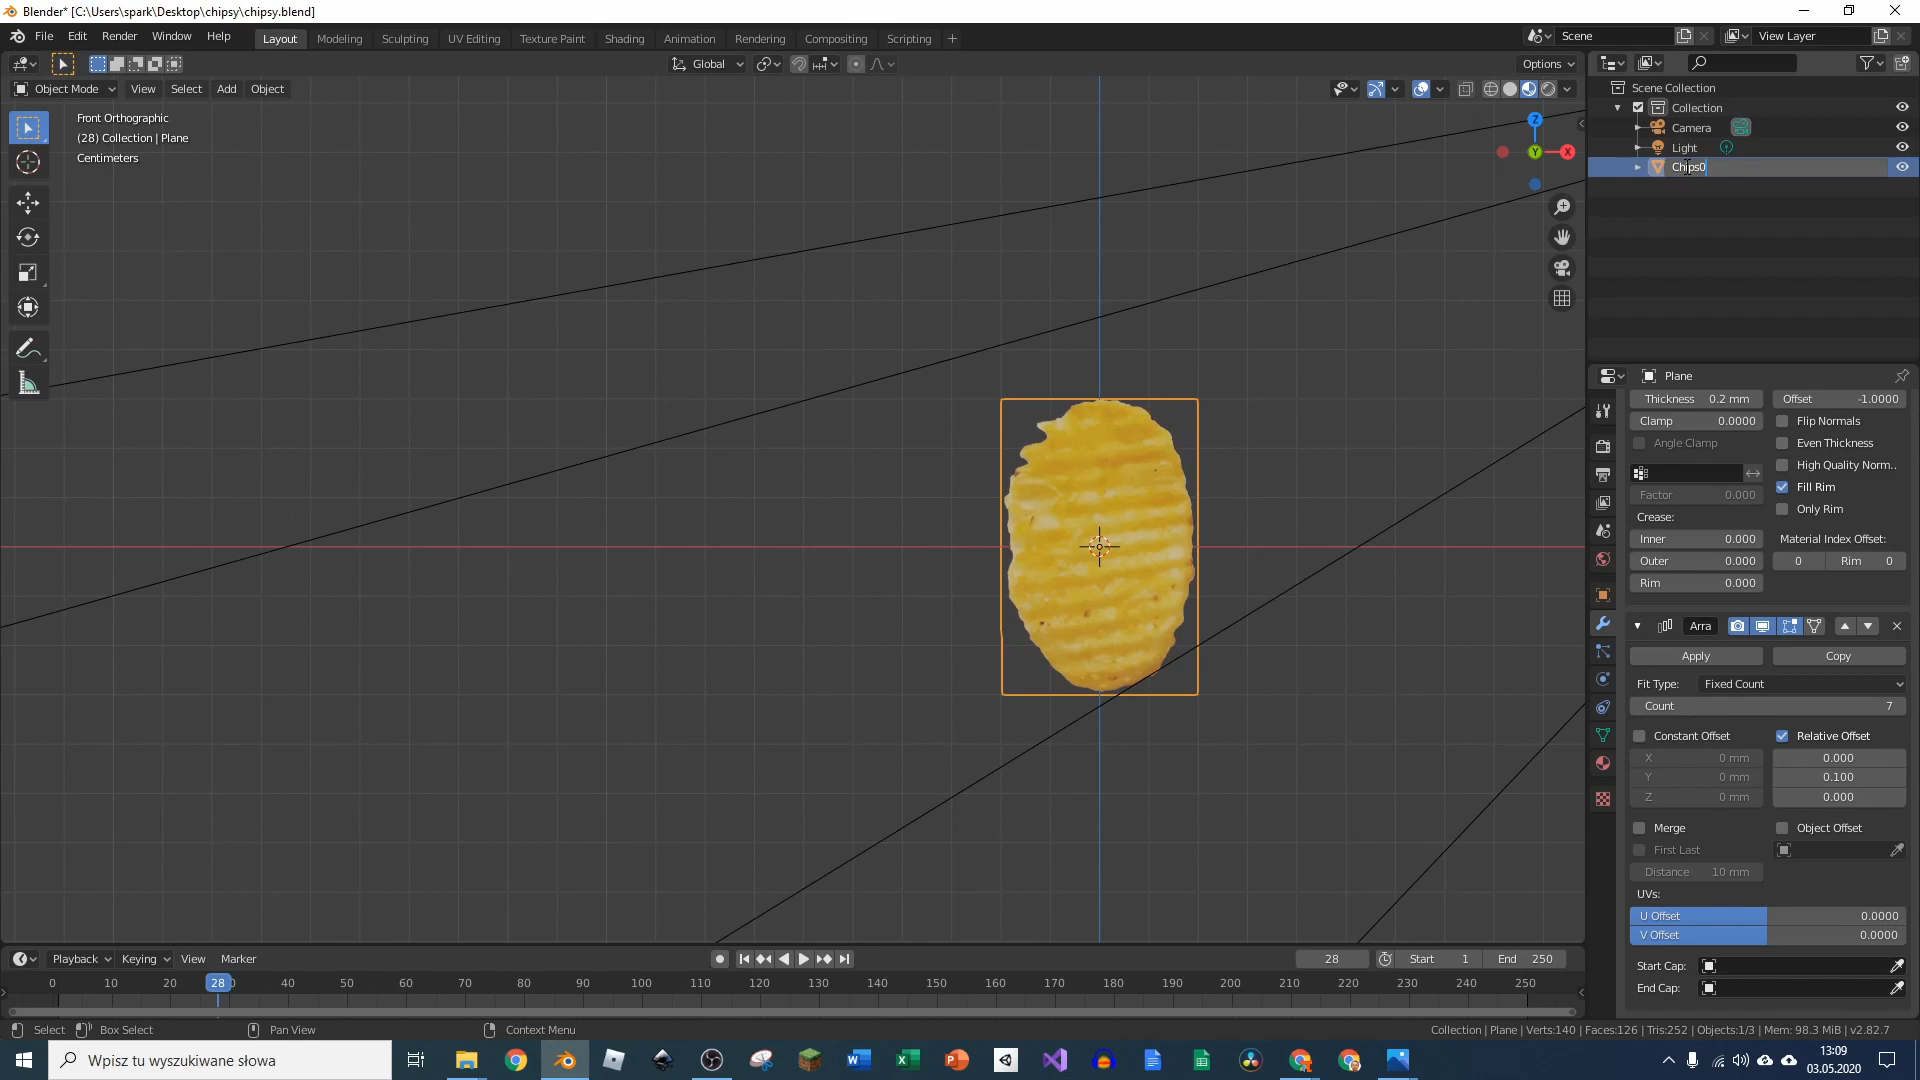 Blender* [C:\Users\spark\Desktop\chipsy\chipsy.blend]
File Edit Render Window Help
Layout Modeling Sculpting UV Editing Texture Paint Shading Animation Rendering Compositing Scripting +
Scene
View Layer
Global
Options
Object Mode View Select Add Object
Front Orthographic
(28) Collection | Plane
Centimeters
Z
Y
X
Scene Collection
Collection
Camera
Light
Chips0
Plane
Thickness 0.2 mm
Offset -1.0000
Clamp 0.0000
Flip Normals
Angle Clamp
Even Thickness
High Quality Norm..
Factor 0.000
Fill Rim
Crease:
Only Rim
Inner 0.000
Material Index Offset:
Outer 0.000
0 Rim 0
Rim 0.000
Arra
Apply Copy
Fit Type: Fixed Count
Count 7
Constant Offset
Relative Offset
X 0 mm 0.000
Y 0 mm 0.100
Z 0 mm 0.000
Merge
Object Offset
First Last
Distance 10 mm
UVs:
U Offset 0.0000
V Offset 0.0000
Start Cap:
End Cap:
Playback Keying View Marker
28 Start 1 End 250
0 10 20 28 40 50 60 70 80 90 100 110 120 130 140 150 160 170 180 190 200 210 220 230 240 250
Select Box Select Pan View Context Menu
Collection | Plane | Verts:140 | Faces:126 | Tris:252 | Objects:1/3 | Mem: 98.3 MiB | v2.82.7
Wpisz tu wyszukiwane słowa
13:09
03.05.2020